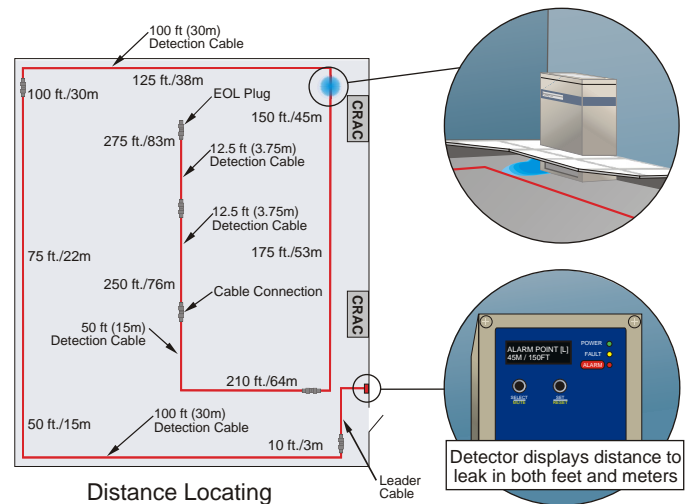 100 ft (30m)
Detection Cable
125 ft./38m
100 ft./30m
EOL Plug
150 ft./45m
CRAC
275 ft./83m
12.5 ft (3.75m)
Detection Cable
12.5 ft (3.75m)
Detection Cable
75 ft./22m
175 ft./53m
250 ft./76m
Cable Connection
CRAC
50 ft (15m)
Detection Cable
210 ft./64m
100 ft (30m)
Detection Cable
50 ft./15m
10 ft./3m
Leader
Cable
Distance Locating
ALARM POINT [L]
45M / 150FT
POWER
FAULT
ALARM
SELECT
MUTE
SET
RESET
Detector displays distance to
leak in both feet and meters